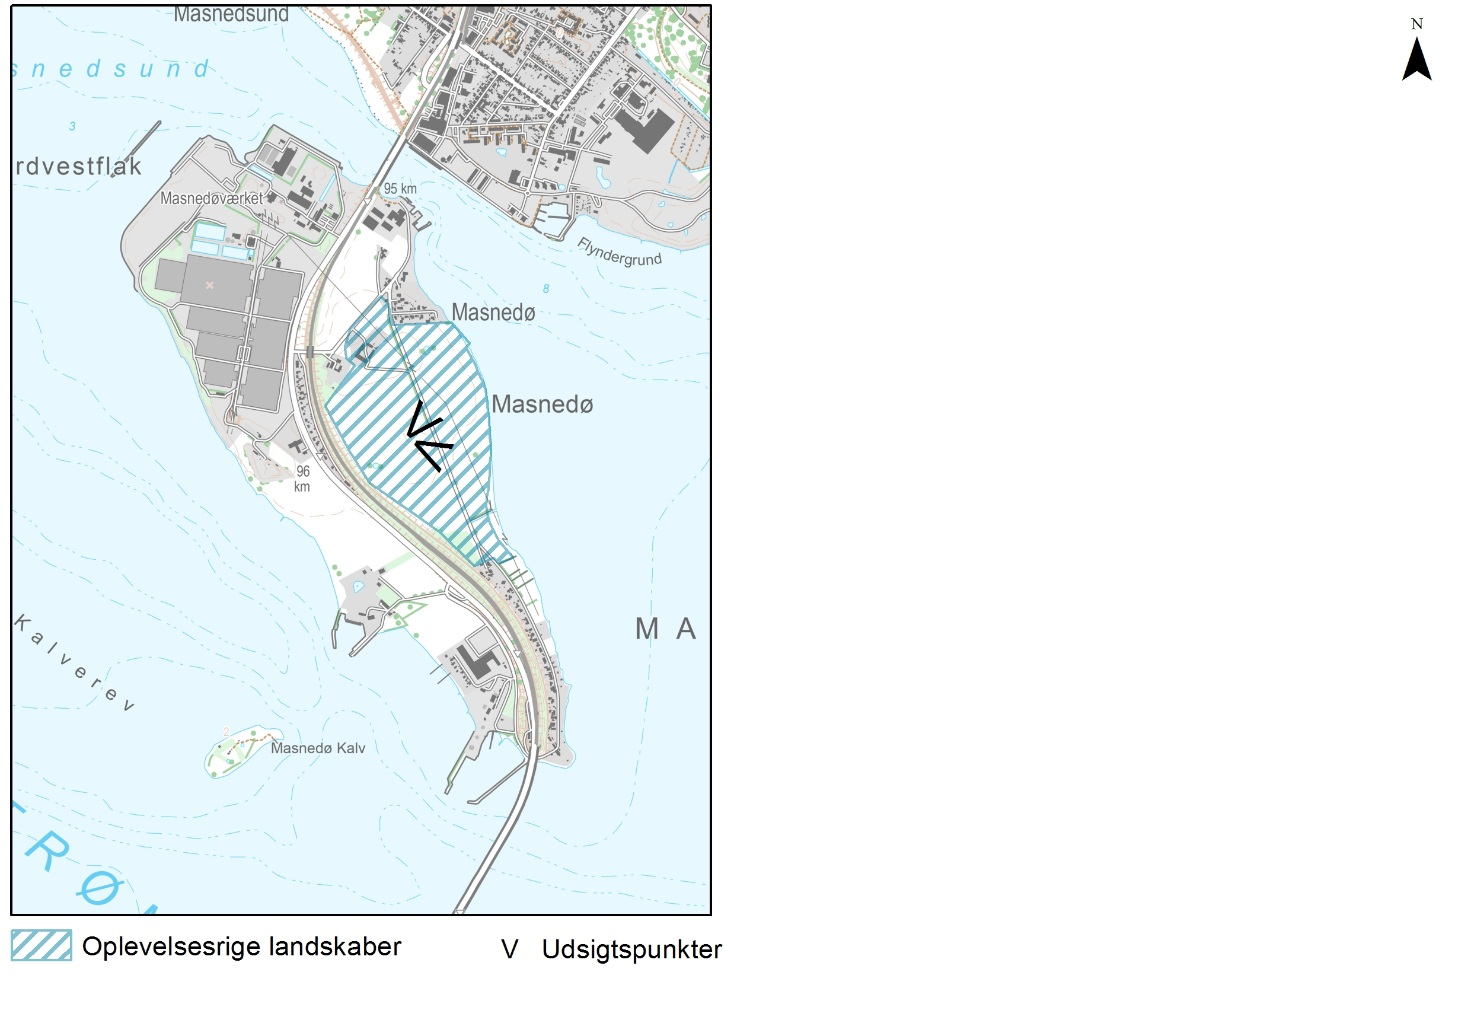 Masnedsund
N
snedsund
3
rdvestflak
95 km
Masnedøværket
Flyndergrund
8
Masnedø
Masnedø
96
km
M A
Kalverev
2
Masnedø Kalv
RØ
Oplevelsesrige landskaber
V Udsigtspunkter